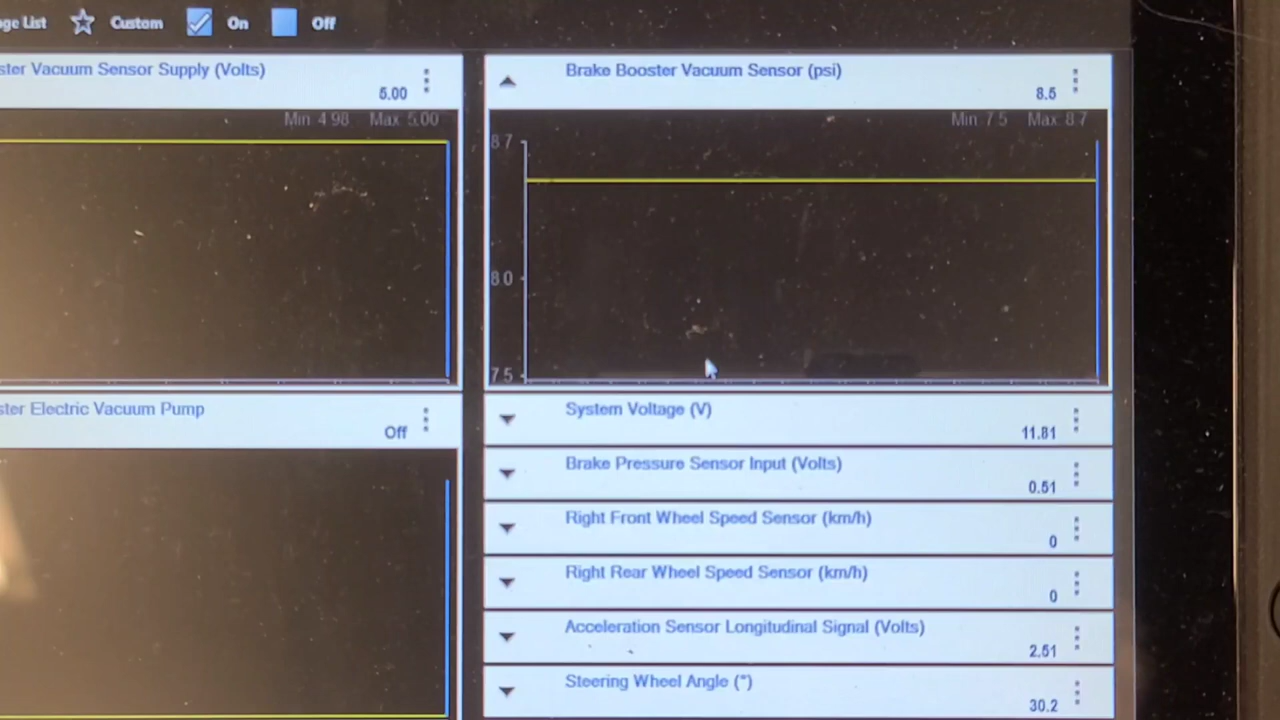 ge List Custom On Off
ster Vacuum Sensor Supply (Volts)
5.00
Min 4.98 Max: 5.00
ster Electric Vacuum Pump
Off
Brake Booster Vacuum Sensor (psi)
8.5
Min: 7.5 Max: 8.7
8.7
8.0
7.5
System Voltage (V)
11.81
Brake Pressure Sensor Input (Volts)
0.51
Right Front Wheel Speed Sensor (km/h)
0
Right Rear Wheel Speed Sensor (km/h)
0
Acceleration Sensor Longitudinal Signal (Volts)
2.51
Steering Wheel Angle (°)
30.2